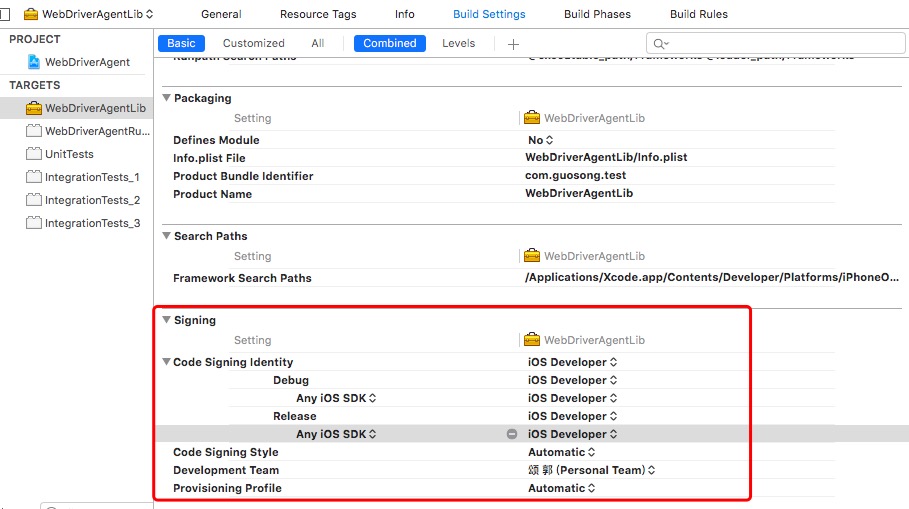 WebDriverAgentLib General Resource Tags Info Build Settings Build Phases Build Rules
PROJECT
WebDriverAgent
TARGETS
WebDriverAgentLib
WebDriverAgentRu...
UnitTests
IntegrationTests_1
IntegrationTests_2
IntegrationTests_3
Basic Customized All Combined Levels +
Packaging
Setting WebDriverAgentLib
Defines Module No
Info.plist File WebDriverAgentLib/Info.plist
Product Bundle Identifier com.guosong.test
Product Name WebDriverAgentLib
Search Paths
Setting WebDriverAgentLib
Framework Search Paths /Applications/Xcode.app/Contents/Developer/Platforms/iPhoneO...
Signing
Setting WebDriverAgentLib
Code Signing Identity iOS Developer
Debug iOS Developer
Any iOS SDK iOS Developer
Release iOS Developer
Any iOS SDK iOS Developer
Code Signing Style Automatic
Development Team 颂 郭 (Personal Team)
Provisioning Profile Automatic